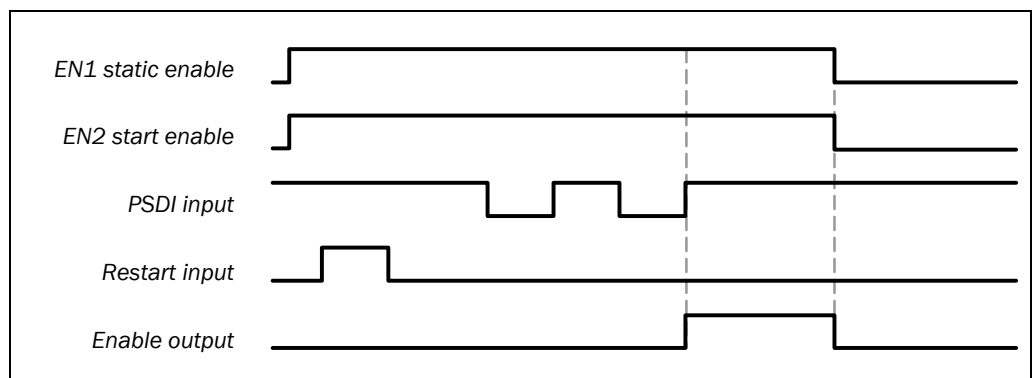 EN1 static enable
EN2 start enable
PSDI input
Restart input
Enable output